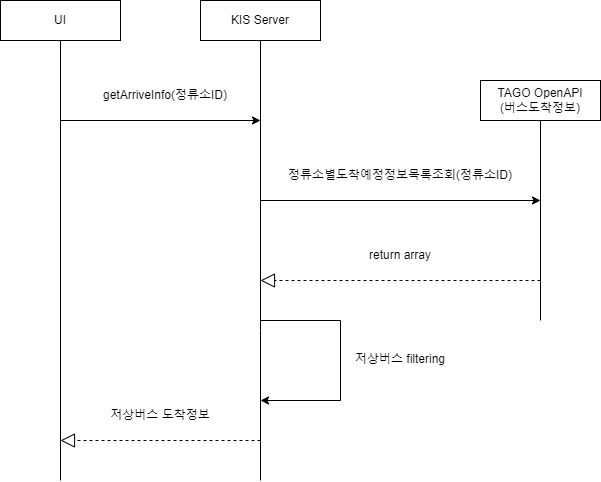 UI
KIS Server
getArriveInfo(정류소ID)
TAGO OpenAPI
(버스도착정보)
정류소별도착예정정보목록조회(정류소ID)
return array
저상버스 filtering
저상버스 도착정보